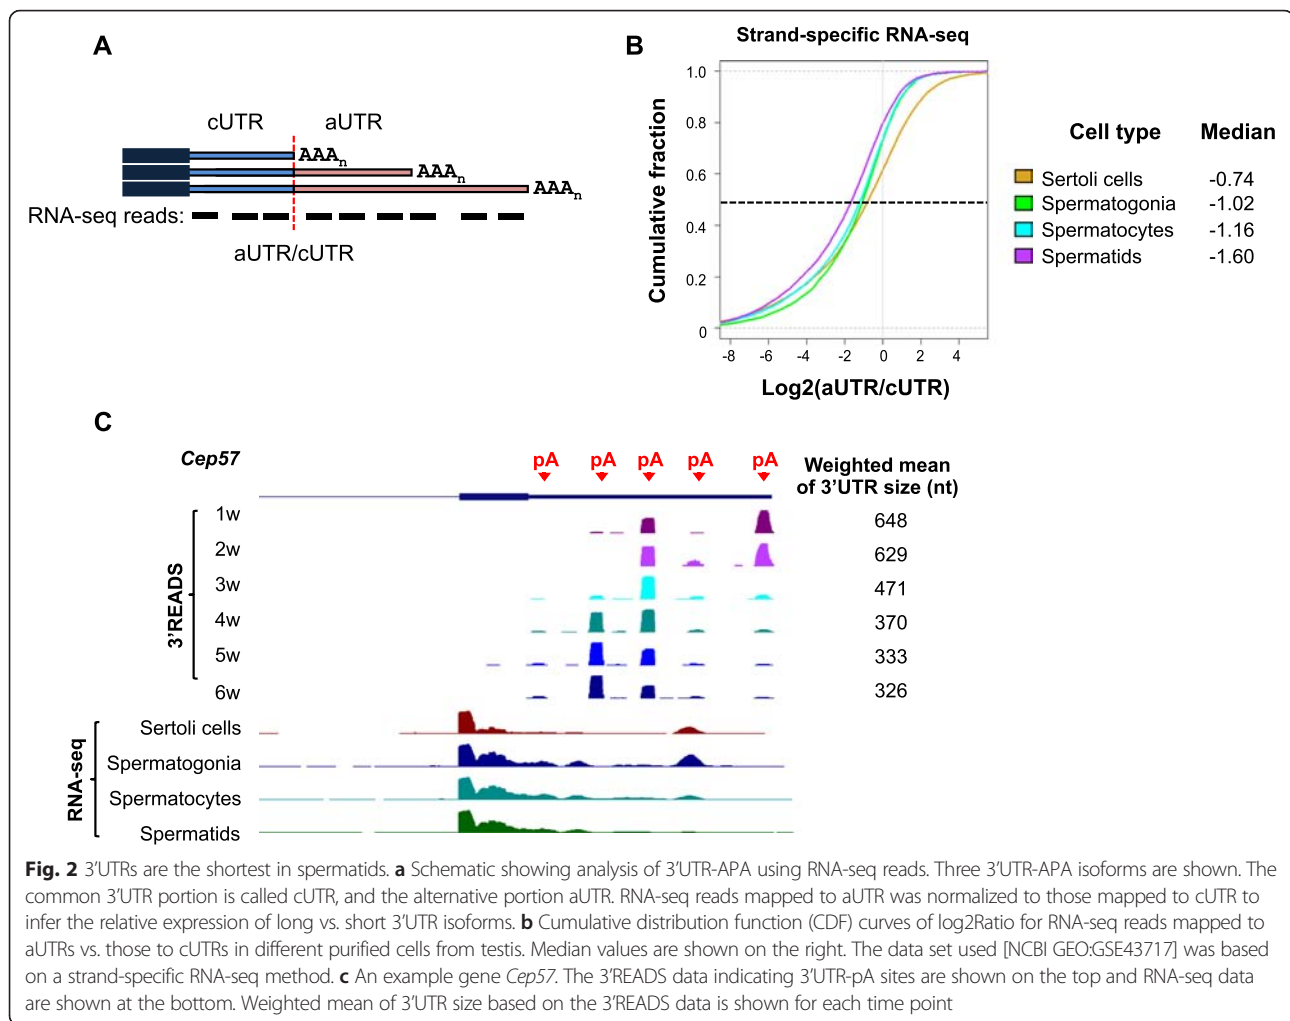 A
cUTR aUTR
AAAn
AAAn
AAAn
RNA-seq reads:
aUTR/cUTR
B
Strand-specific RNA-seq
Cumulative fraction
1.0
0.8
0.6
0.4
0.2
0
-8 -6 -4 -2 0 2 4
Log2(aUTR/cUTR)
Cell type Median
Sertoli cells -0.74
Spermatogonia -1.02
Spermatocytes -1.16
Spermatids -1.60
C
Cep57
pA pA pA pA pA
Weighted mean
of 3'UTR size (nt)
3'READS
1w 648
2w 629
3w 471
4w 370
5w 333
6w 326
RNA-seq
Sertoli cells
Spermatogonia
Spermatocytes
Spermatids
Fig. 2 3'UTRs are the shortest in spermatids. a Schematic showing analysis of 3'UTR-APA using RNA-seq reads. Three 3'UTR-APA isoforms are shown. The
common 3'UTR portion is called cUTR, and the alternative portion aUTR. RNA-seq reads mapped to aUTR was normalized to those mapped to cUTR to
infer the relative expression of long vs. short 3'UTR isoforms. b Cumulative distribution function (CDF) curves of log2Ratio for RNA-seq reads mapped to
aUTRs vs. those to cUTRs in different purified cells from testis. Median values are shown on the right. The data set used [NCBI GEO:GSE43717] was based
on a strand-specific RNA-seq method. c An example gene Cep57. The 3'READS data indicating 3'UTR-pA sites are shown on the top and RNA-seq data
are shown at the bottom. Weighted mean of 3'UTR size based on the 3'READS data is shown for each time point